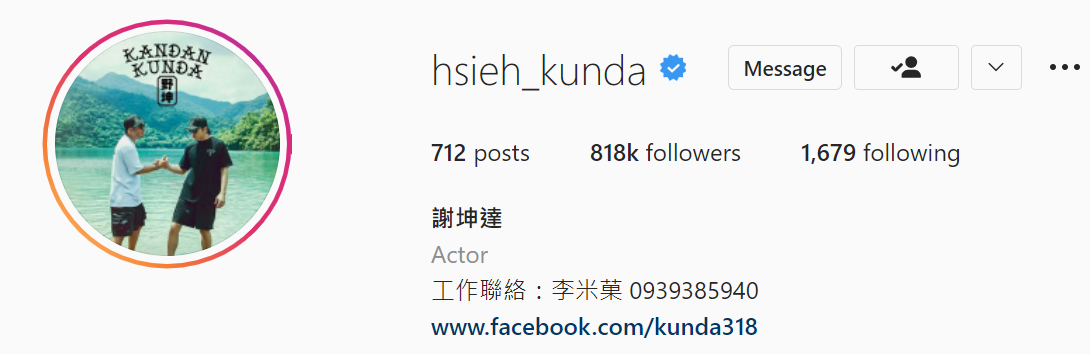 KANDAN
KUNDA
野
坤
hsieh_kunda
Message
712 posts 818k followers 1,679 following
謝坤達
Actor
工作聯絡：李米菓 0939385940
www.facebook.com/kunda318